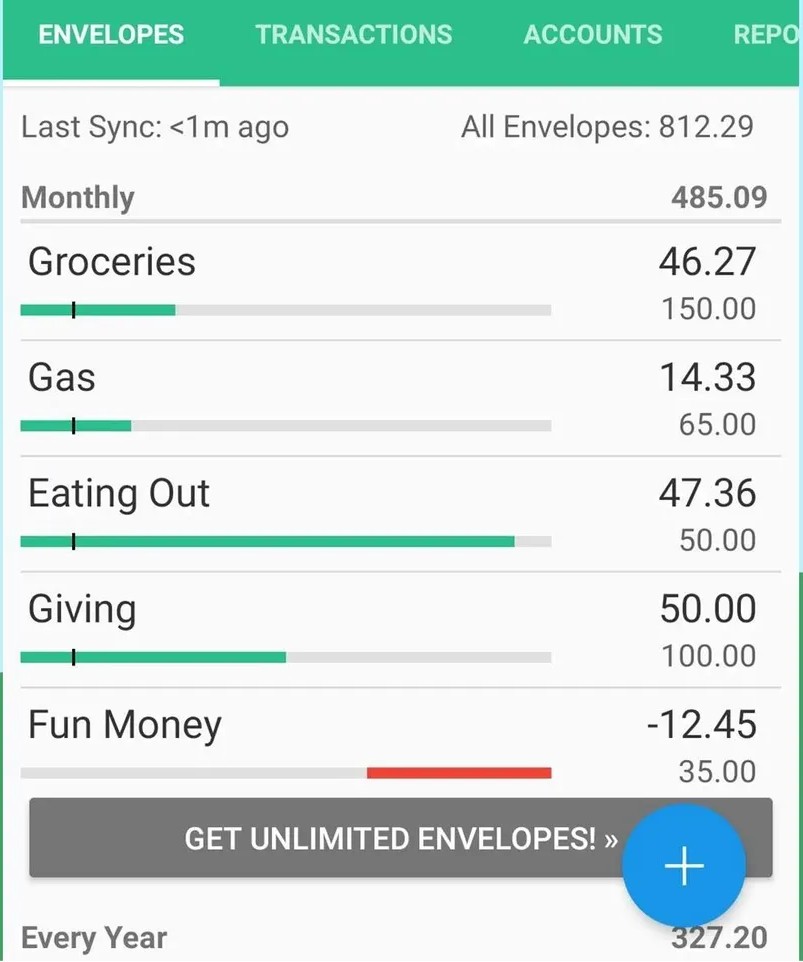 ENVELOPES TRANSACTIONS ACCOUNTS REPO
Last Sync: <1m ago All Envelopes: 812.29
Monthly 485.09
Groceries 46.27
150.00
Gas 14.33
65.00
Eating Out 47.36
50.00
Giving 50.00
100.00
Fun Money -12.45
35.00
GET UNLIMITED ENVELOPES! »
Every Year 327.20